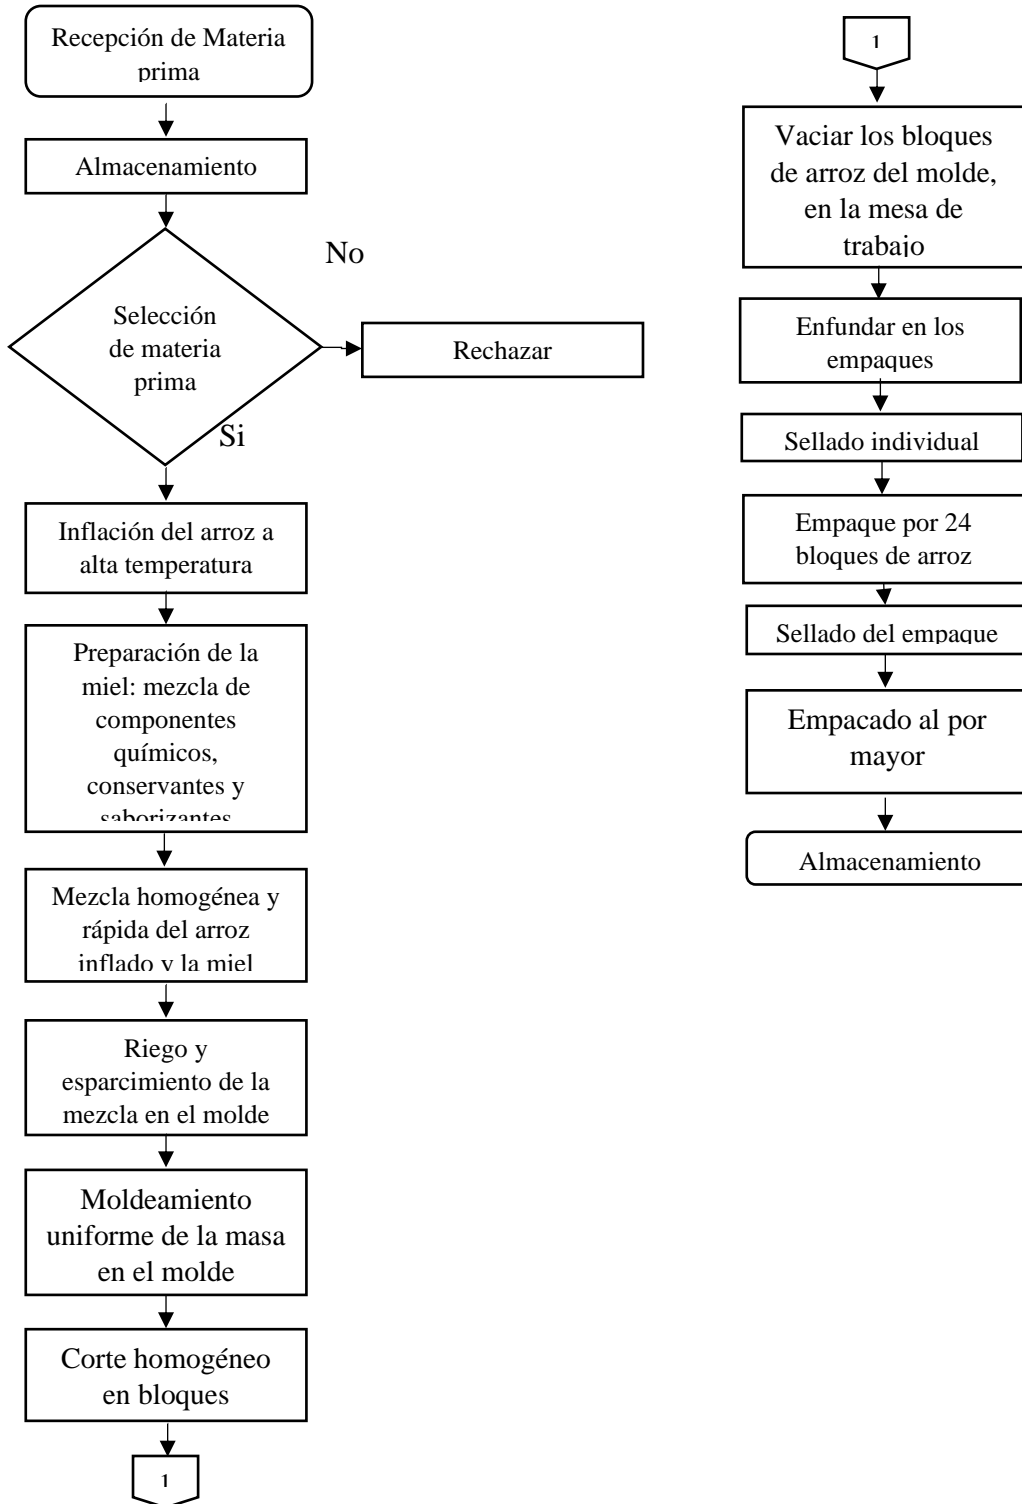 Recepción de Materia
prima
Almacenamiento
No
Selección
de materia
prima
Rechazar
Si
Inflación del arroz a
alta temperatura
Preparación de la
miel: mezcla de
componentes
químicos,
conservantes y
saborizantes
Mezcla homogénea y
rápida del arroz
inflado y la miel
Riego y
esparcimiento de la
mezcla en el molde
Moldeamiento
uniforme de la masa
en el molde
Corte homogéneo
en bloques
1
1
Vaciar los bloques
de arroz del molde,
en la mesa de
trabajo
Enfundar en los
empaques
Sellado individual
Empaque por 24
bloques de arroz
Sellado del empaque
Empacado al por
mayor
Almacenamiento